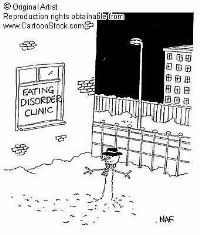 © Original Artist
Reproduction rights obtainable from
www.CartoonStock.com
EATING
DISORDER
CLINIC
NAF